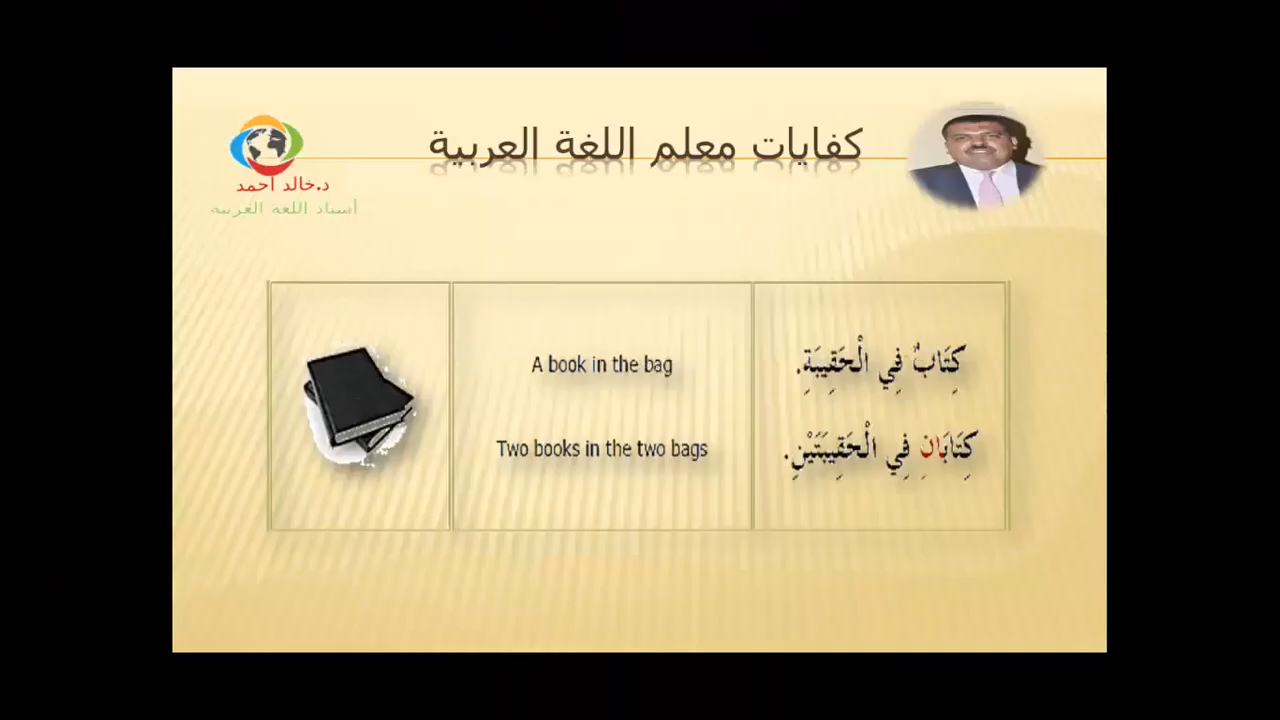 كفايات معلم اللغة العربية
د.خالد أحمد
أستاذ اللغة العربية
كِتَابٌ فِي الْحَقِيبَةِ.
A book in the bag
كِتَابَانِ فِي الْحَقِيبَتَيْنِ.
Two books in the two bags